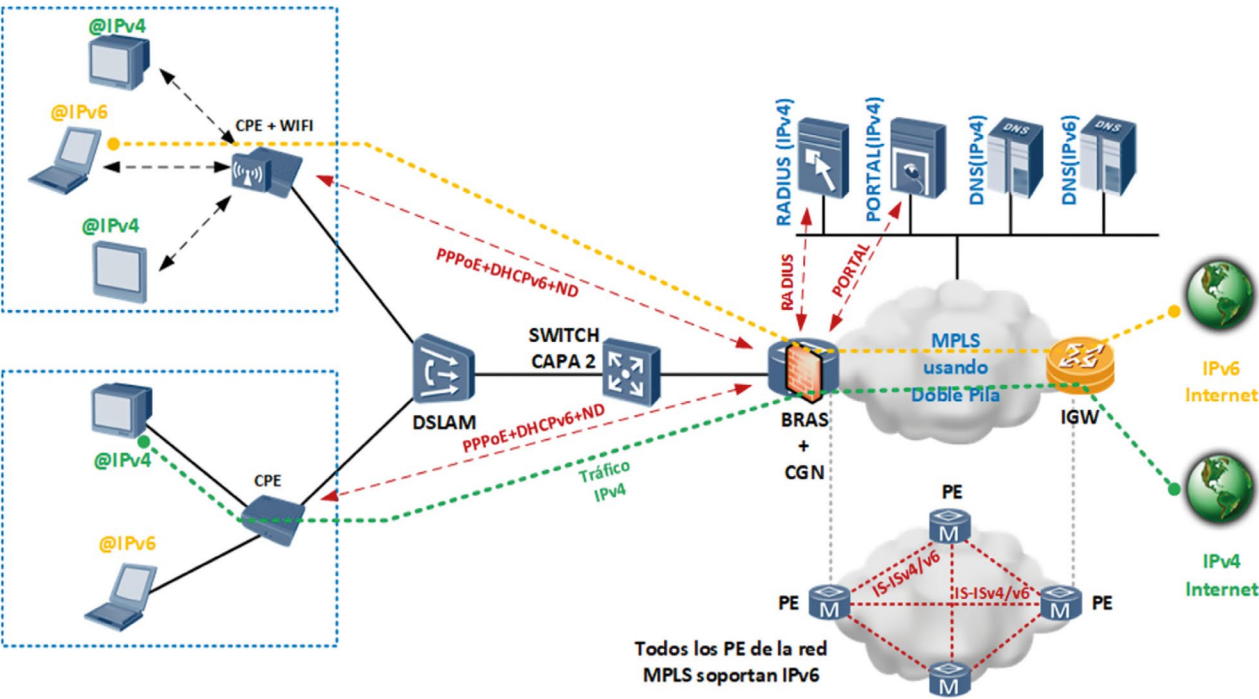 @IPv4
@IPv6
CPE + WIFI
@IPv4
PPPoE+DHCPv6+ND
RADIUS (IPv4)
PORTAL(IPv4)
DNS(IPv4)
DNS(IPv6)
DNS
DNS
RADIUS
PORTAL
SWITCH
CAPA 2
DSLAM
MPLS
usando
Doble Pila
IPv6
Internet
BRAS
+
CGN
IGW
@IPv4
CPE
@IPv6
PPPoE+DHCPv6+ND
Tráfico
IPv4
IPv4
Internet
PE
M
IS-ISv4/v6
IS-ISv4/v6
PE
M
M
PE
M
Todos los PE de la red
MPLS soportan IPv6